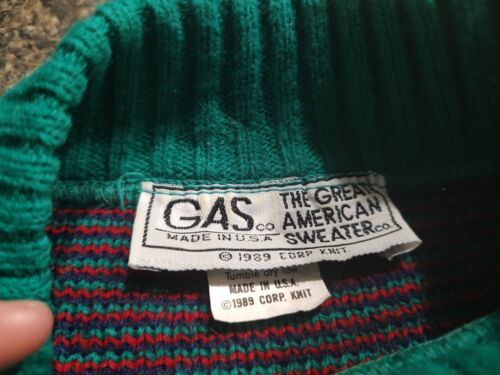 GAS co
MADE IN U.S.A
THE GREAT
AMERICAN
SWEATER co.
© 1989 CORP KNIT.
Tumble dry low
MADE IN U.S.A.
©1989 CORP. KNIT